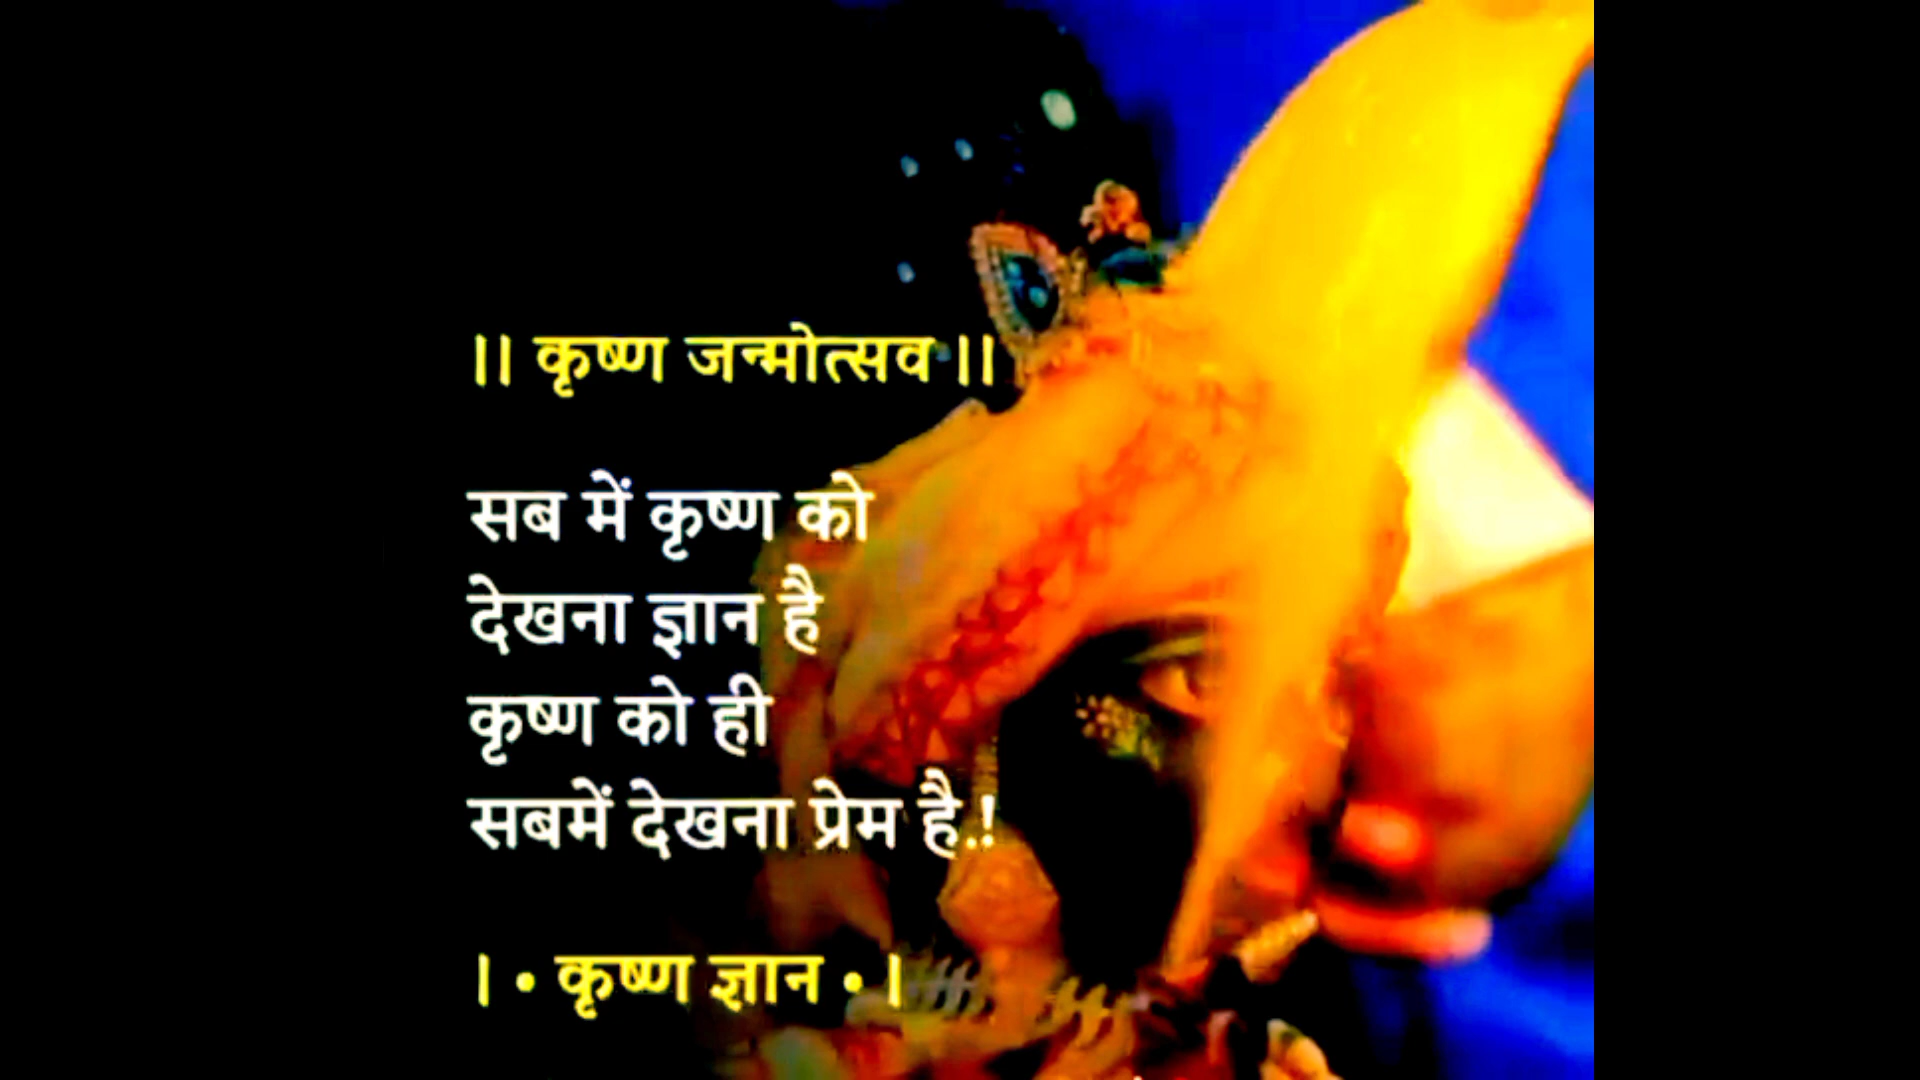 ।। कृष्ण जन्मोत्सव ।।
सब में कृष्ण को
देखना ज्ञान है
कृष्ण को ही
सबमें देखना प्रेम है.!
। • कृष्ण ज्ञान • ।